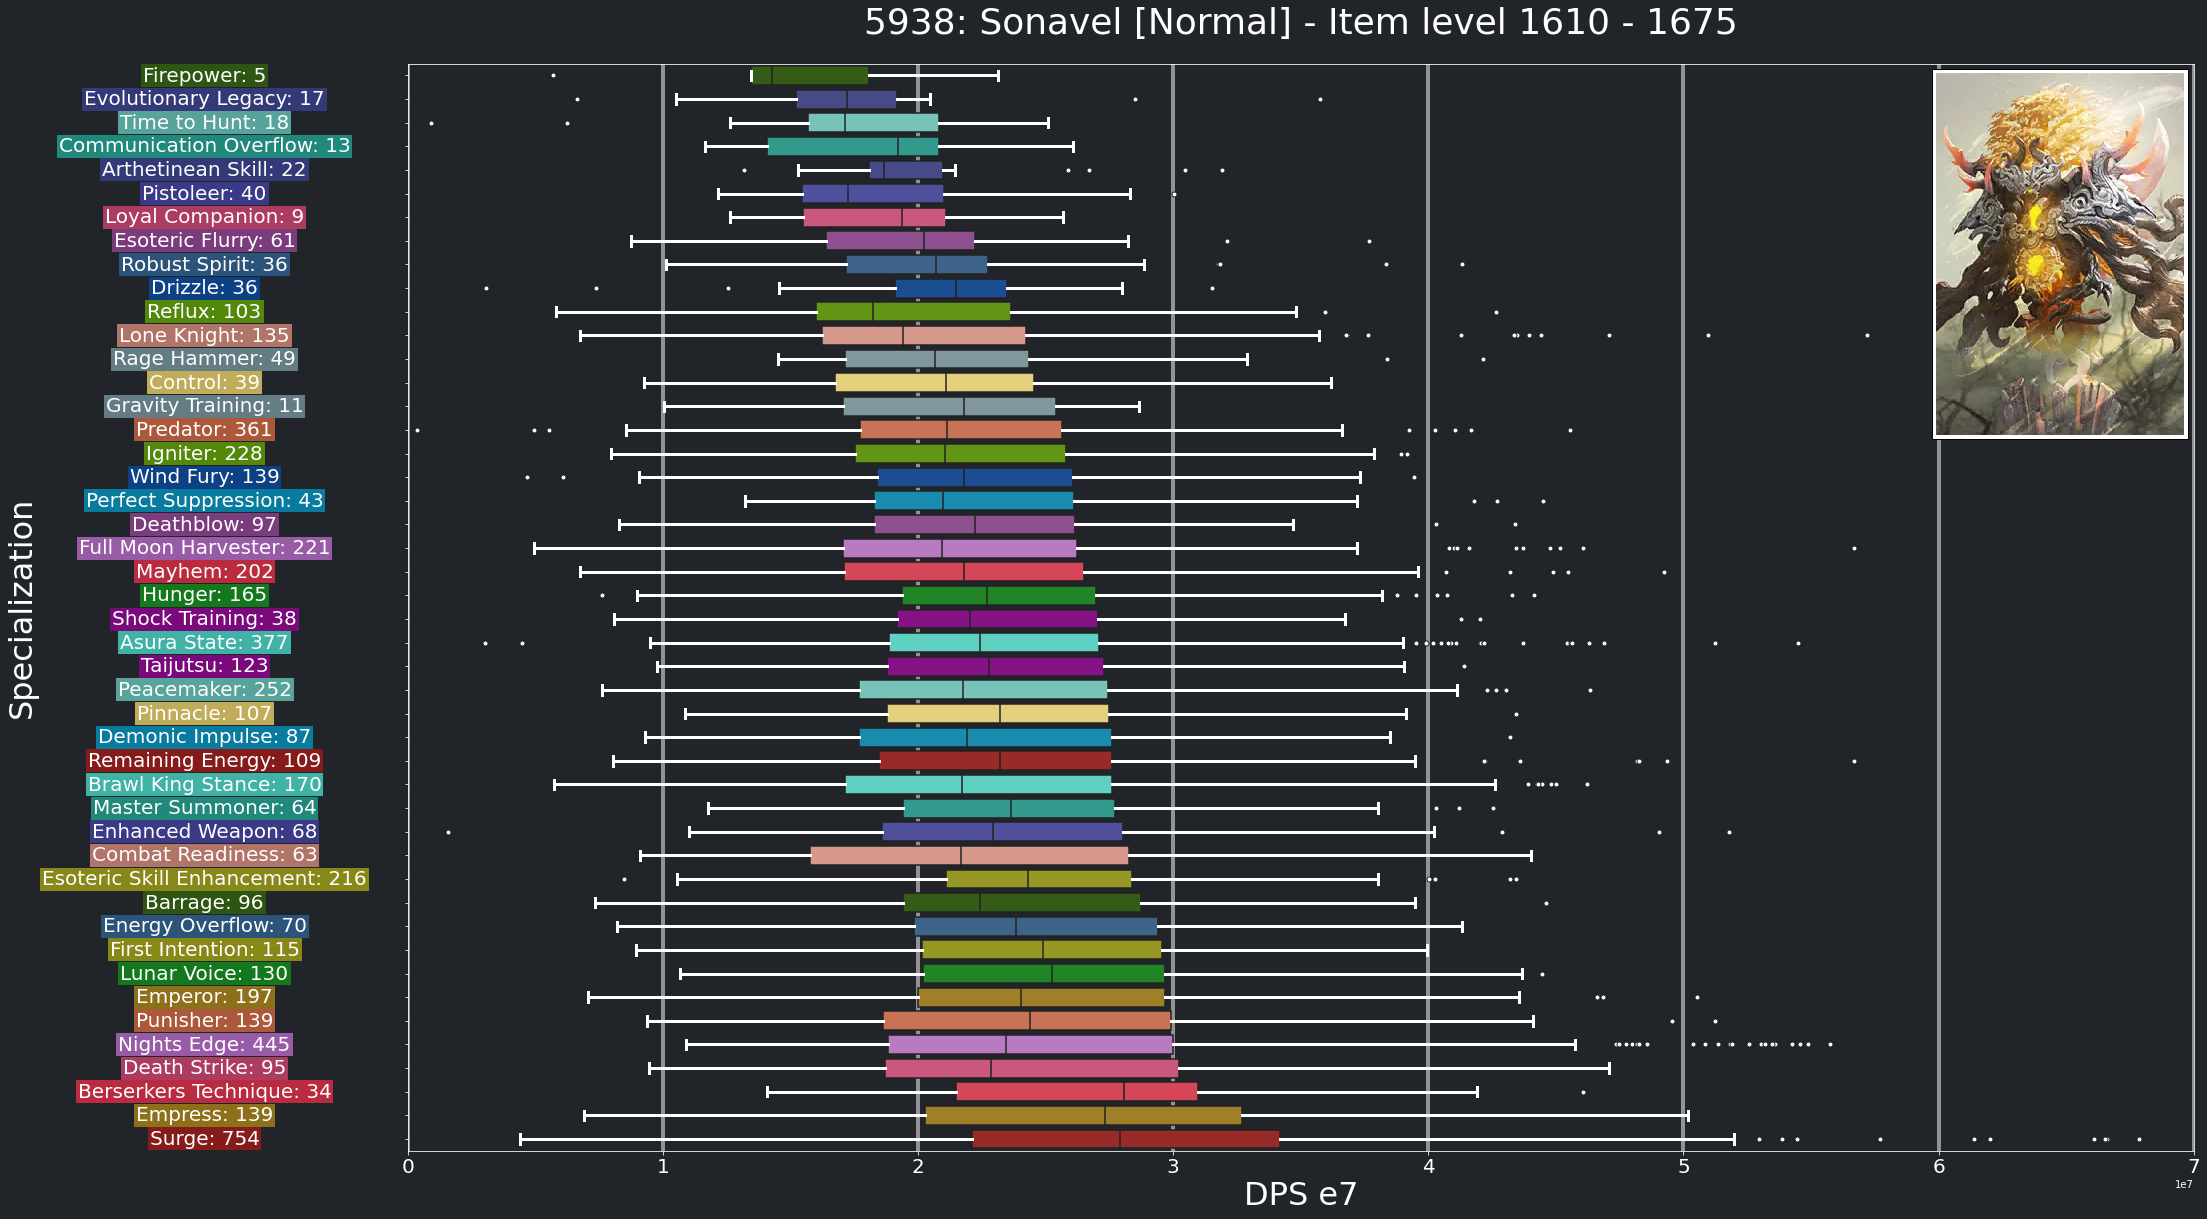 5938: Sonavel [Normal] - Item level 1610 - 1675
Specialization
Firepower: 5
Evolutionary Legacy: 17
Time to Hunt: 18
Communication Overflow: 13
Arthetinean Skill: 22
Pistoleer: 40
Loyal Companion: 9
Esoteric Flurry: 61
Robust Spirit: 36
Drizzle: 36
Reflux: 103
Lone Knight: 135
Rage Hammer: 49
Control: 39
Gravity Training: 11
Predator: 361
Igniter: 228
Wind Fury: 139
Perfect Suppression: 43
Deathblow: 97
Full Moon Harvester: 221
Mayhem: 202
Hunger: 165
Shock Training: 38
Asura State: 377
Taijutsu: 123
Peacemaker: 252
Pinnacle: 107
Demonic Impulse: 87
Remaining Energy: 109
Brawl King Stance: 170
Master Summoner: 64
Enhanced Weapon: 68
Combat Readiness: 63
Esoteric Skill Enhancement: 216
Barrage: 96
Energy Overflow: 70
First Intention: 115
Lunar Voice: 130
Emperor: 197
Punisher: 139
Nights Edge: 445
Death Strike: 95
Berserkers Technique: 34
Empress: 139
Surge: 754
0 1 2 3 4 5 6 7
DPS e7
1e7